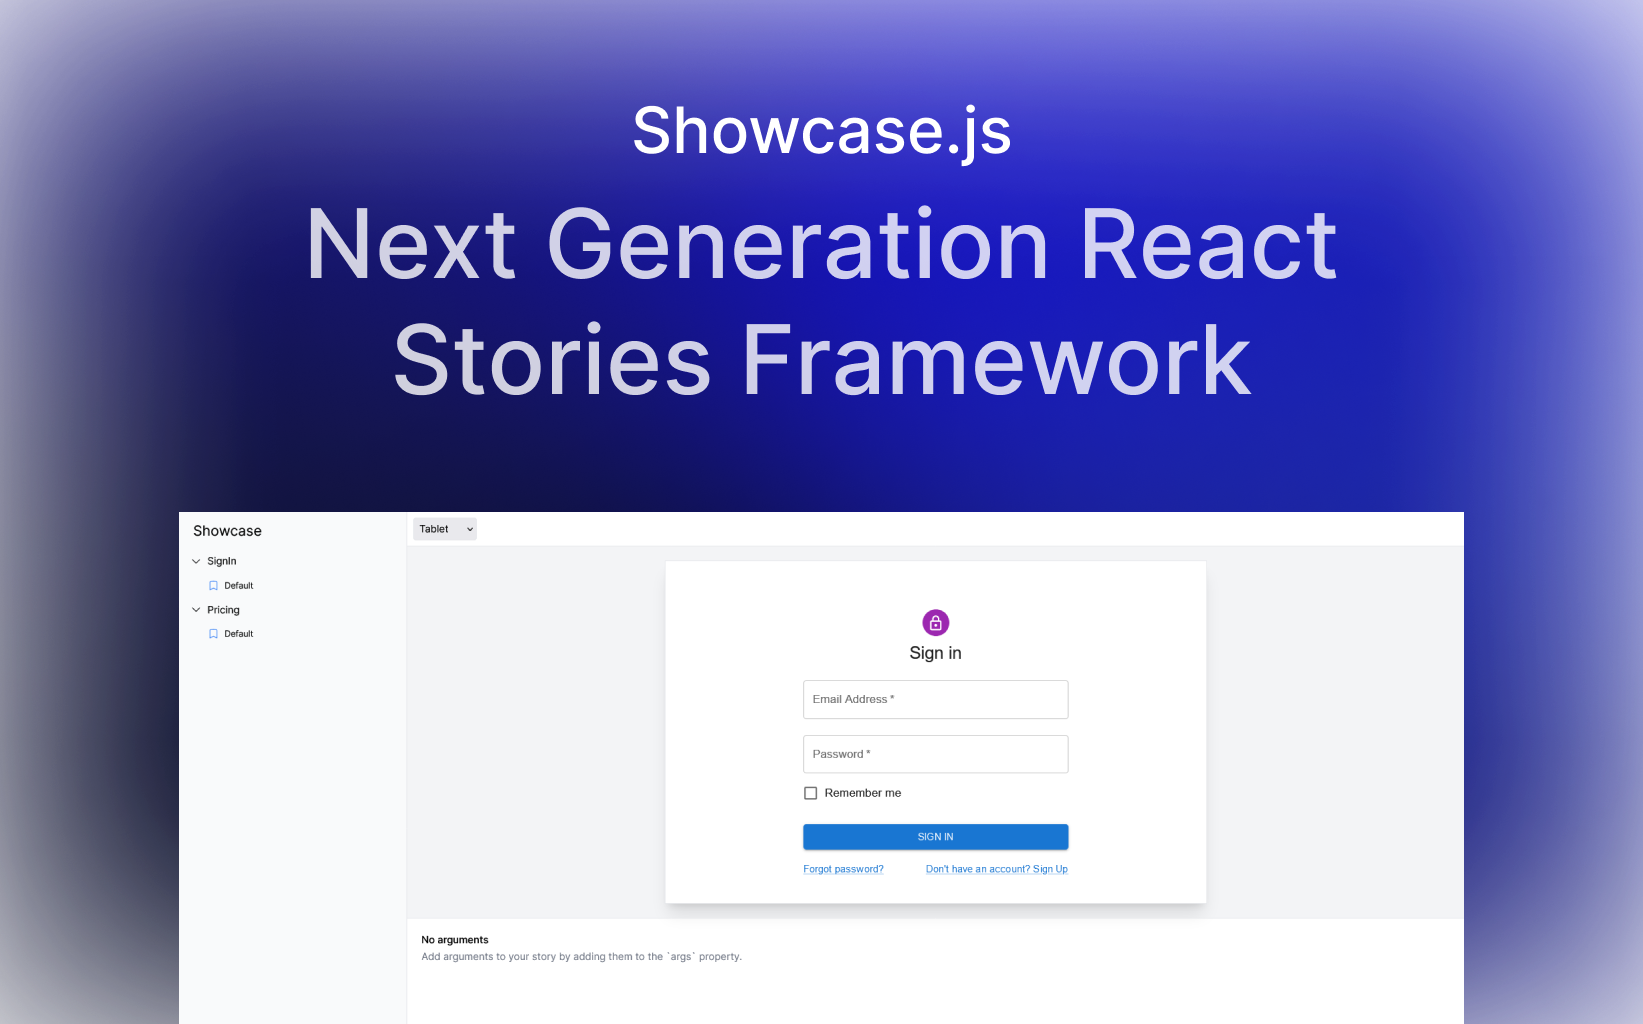 Showcase.js
Next Generation React
Stories Framework
Showcase
SignIn
Default
Pricing
Default
Tablet
Sign in
Email Address *
Password *
Remember me
SIGN IN
Forgot password?
Don't have an account? Sign Up
No arguments
Add arguments to your story by adding them to the `args` property.